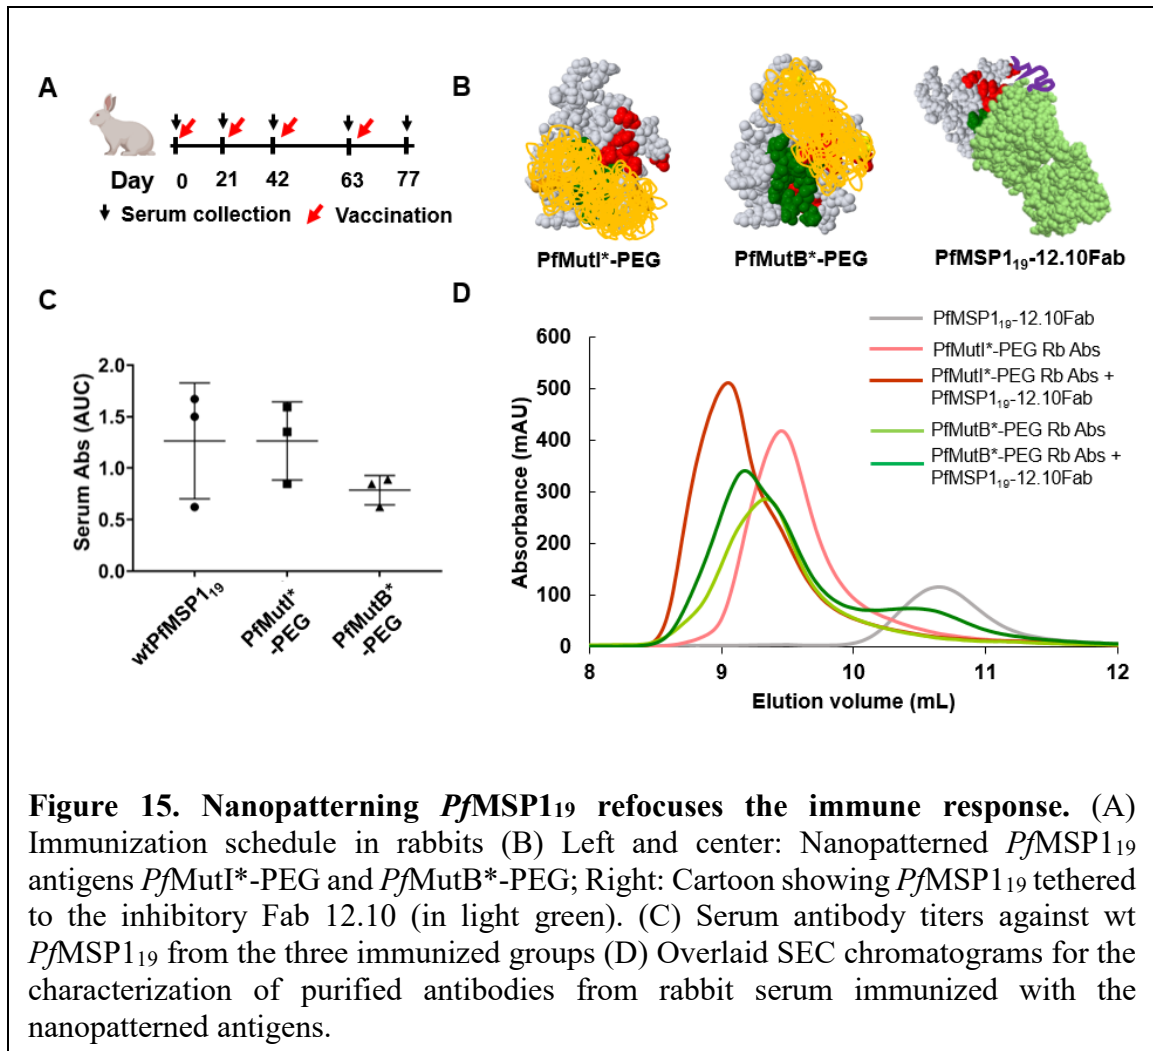 A
Day 0 21 42 63 77
Serum collection Vaccination
B
PfMutI*-PEG PfMutB*-PEG PfMSP1₁₉-12.10Fab
C
Serum Abs (AUC)
2.0
1.5
1.0
0.5
0.0
wtPfMSP1₁₉
PfMutI*
-PEG
PfMutB*
-PEG
D
Absorbance (mAU)
600
500
400
300
200
100
0
8 9 10 11 12
Elution volume (mL)
PfMSP1₁₉-12.10Fab
PfMutI*-PEG Rb Abs
PfMutI*-PEG Rb Abs +
PfMSP1₁₉-12.10Fab
PfMutB*-PEG Rb Abs
PfMutB*-PEG Rb Abs +
PfMSP1₁₉-12.10Fab
Figure 15. Nanopatterning PfMSP1₁₉ refocuses the immune response. (A)
Immunization schedule in rabbits (B) Left and center: Nanopatterned PfMSP1₁₉
antigens PfMutI*-PEG and PfMutB*-PEG; Right: Cartoon showing PfMSP1₁₉ tethered
to the inhibitory Fab 12.10 (in light green). (C) Serum antibody titers against wt
PfMSP1₁₉ from the three immunized groups (D) Overlaid SEC chromatograms for the
characterization of purified antibodies from rabbit serum immunized with the
nanopatterned antigens.